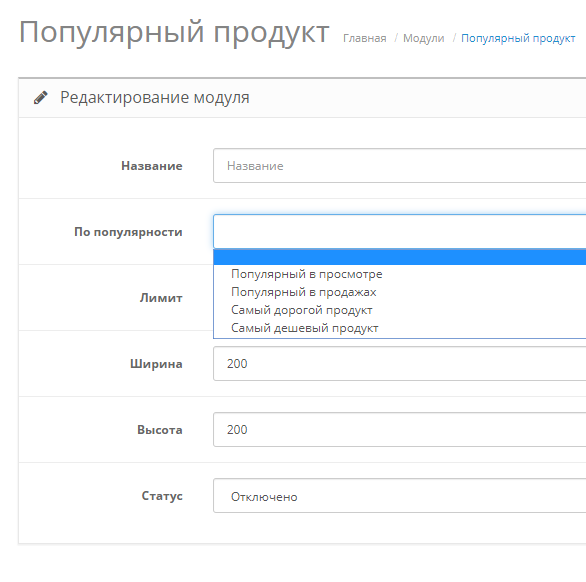 Популярный продукт Главная / Модули / Популярный продукт
Редактирование модуля
Название Название
По популярности
Популярный в просмотре
Популярный в продажах
Лимит
Самый дорогой продукт
Самый дешевый продукт
Ширина 200
Высота 200
Статус Отключено